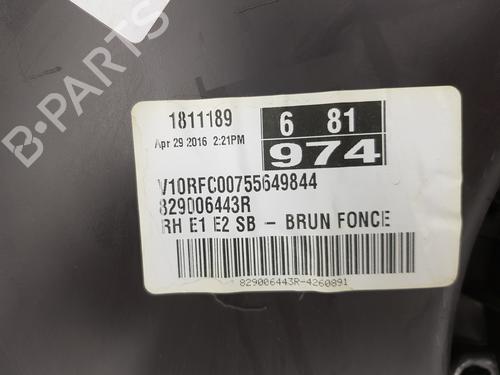 B-PARTS
1811189
6 81
Apr 29 2016 2:21PM
974
V10RFC00755649844
829006443R
RH E1 E2 SB - BRUN FONCE
829006443R-4260891